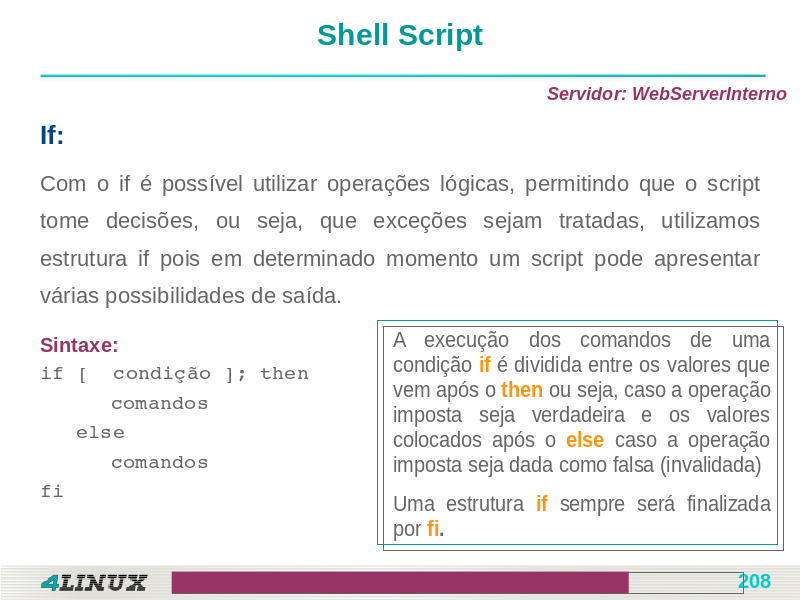 Shell Script
Servidor: WebServerInterno
If:
Com o if é possível utilizar operações lógicas, permitindo que o script
tome decisões, ou seja, que exceções sejam tratadas, utilizamos
estrutura if pois em determinado momento um script pode apresentar
várias possibilidades de saída.
Sintaxe:
if [  condição ]; then
comandos
else
comandos
fi
A execução dos comandos de uma
condição if é dividida entre os valores que
vem após o then ou seja, caso a operação
imposta seja verdadeira e os valores
colocados após o else caso a operação
imposta seja dada como falsa (invalidada)
Uma estrutura if sempre será finalizada
por fi.
4LINUX
208